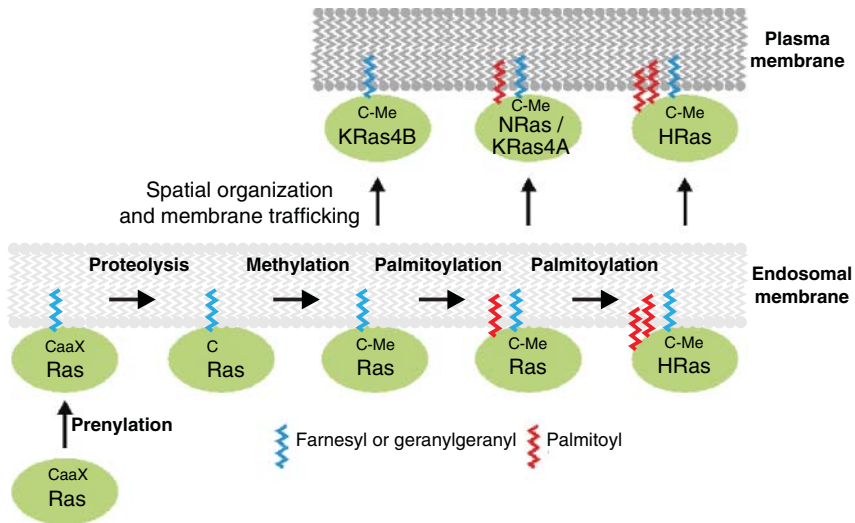 Plasma
membrane
C-Me
KRas4B
C-Me
NRas /
KRas4A
C-Me
HRas
Spatial organization
and membrane trafficking
Proteolysis
Methylation
Palmitoylation
Palmitoylation
Endosomal
membrane
CaaX
Ras
C
Ras
C-Me
Ras
C-Me
Ras
C-Me
HRas
Prenylation
Farnesyl or geranylgeranyl
Palmitoyl
CaaX
Ras